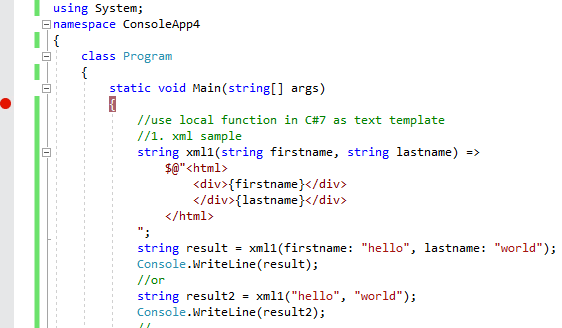 using System;
namespace ConsoleApp4
{
class Program
{
static void Main(string[] args)
{
//use local function in C#7 as text template
//1. xml sample
string xml1(string firstname, string lastname) =>
$@"<html>
<div>{firstname}</div>
</div>{lastname}</div>
</html>
";
string result = xml1(firstname: "hello", lastname: "world");
Console.WriteLine(result);
//or
string result2 = xml1("hello", "world");
Console.WriteLine(result2);
//